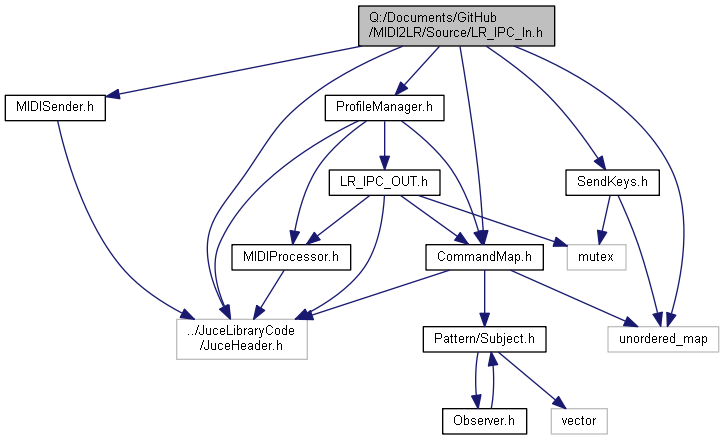 Q:/Documents/GitHub
/MIDI2LR/Source/LR_IPC_In.h
MIDISender.h
ProfileManager.h
LR_IPC_OUT.h
SendKeys.h
MIDIProcessor.h
CommandMap.h
mutex
../JuceLibraryCode
/JuceHeader.h
Pattern/Subject.h
unordered_map
Observer.h
vector